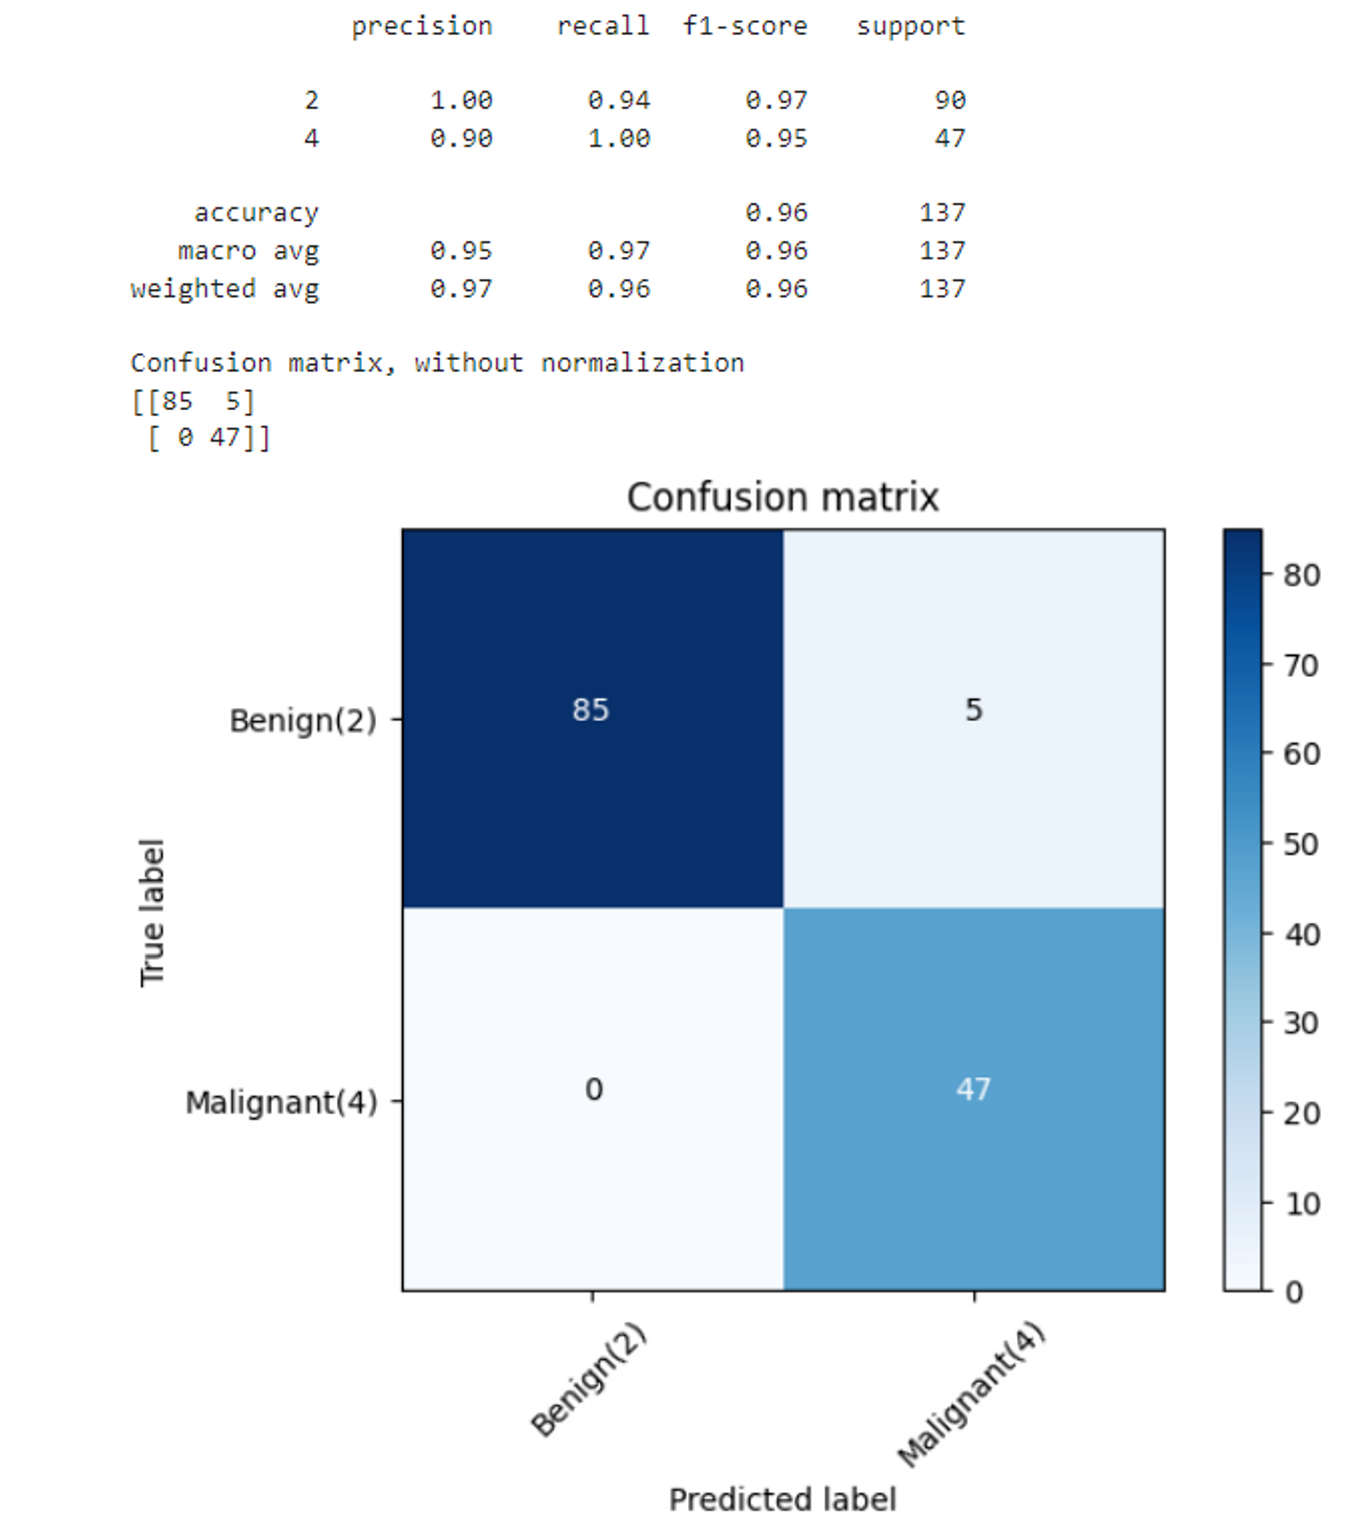 precision recall f1-score support
2 1.00 0.94 0.97 90
4 0.90 1.00 0.95 47
accuracy 0.96 137
macro avg 0.95 0.97 0.96 137
weighted avg 0.97 0.96 0.96 137
Confusion matrix, without normalization
[[85 5]
[ 0 47]]
Confusion matrix
80
70
60
50
40
30
20
10
0
True label
Benign(2)
85 5
Malignant(4)
0 47
Benign(2)
Malignant(4)
Predicted label